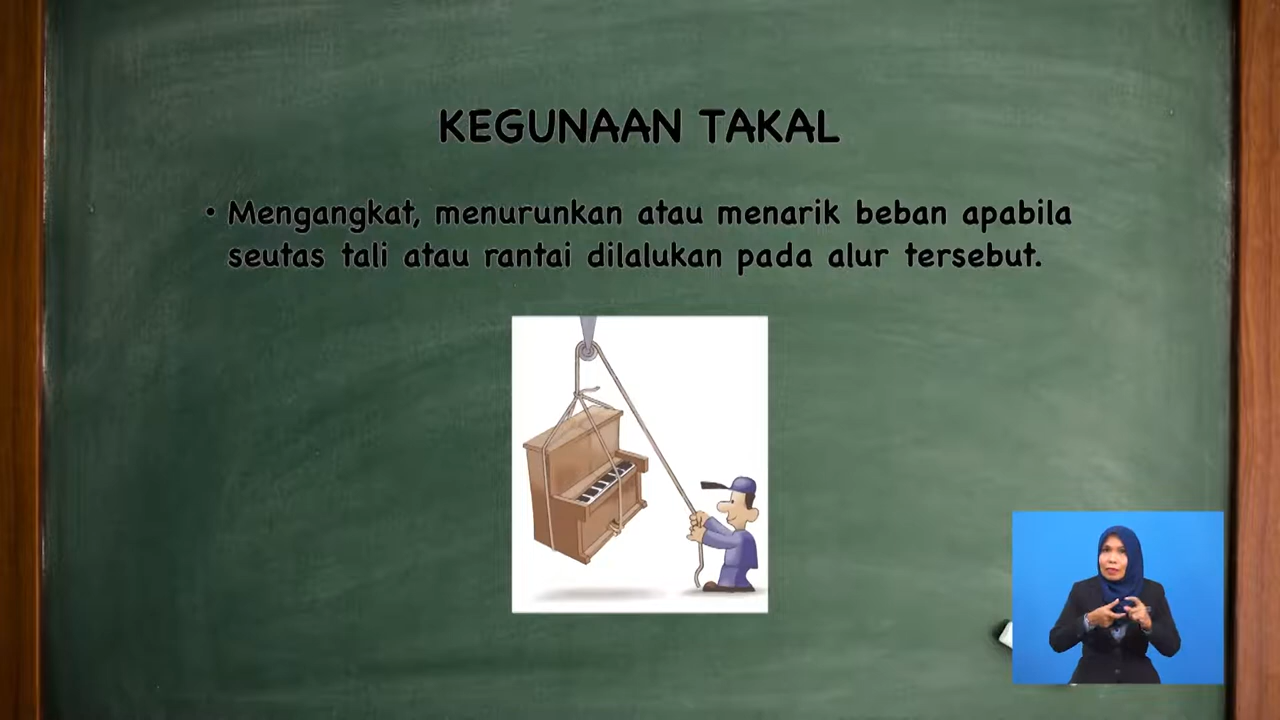 KEGUNAAN TAKAL
• Mengangkat, menurunkan atau menarik beban apabila
seutas tali atau rantai dilalukan pada alur tersebut.